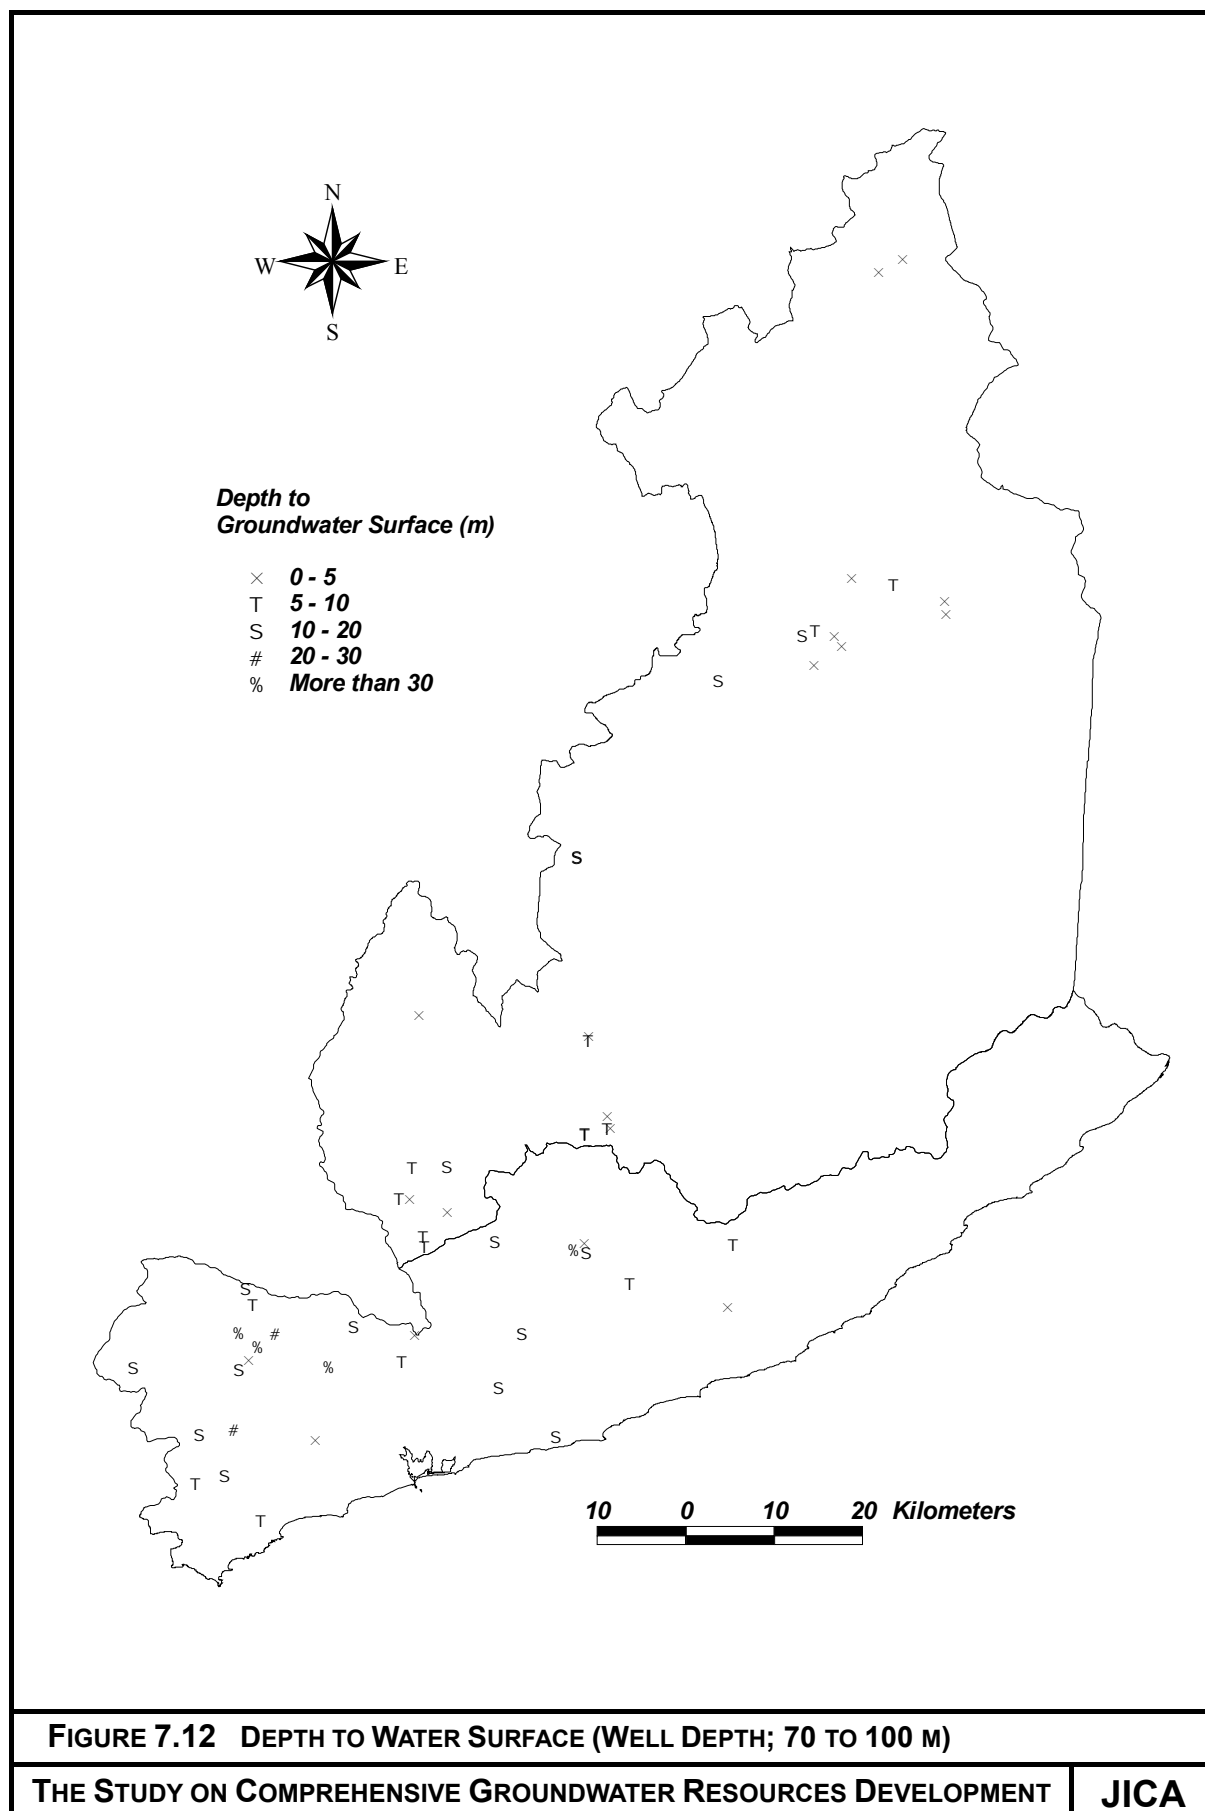 N
W E
S
Depth to
Groundwater Surface (m)
× 0 - 5
T 5 - 10
S 10 - 20
# 20 - 30
% More than 30
10 0 10 20 Kilometers
FIGURE 7.12 DEPTH TO WATER SURFACE (WELL DEPTH; 70 TO 100 M)
THE STUDY ON COMPREHENSIVE GROUNDWATER RESOURCES DEVELOPMENT JICA